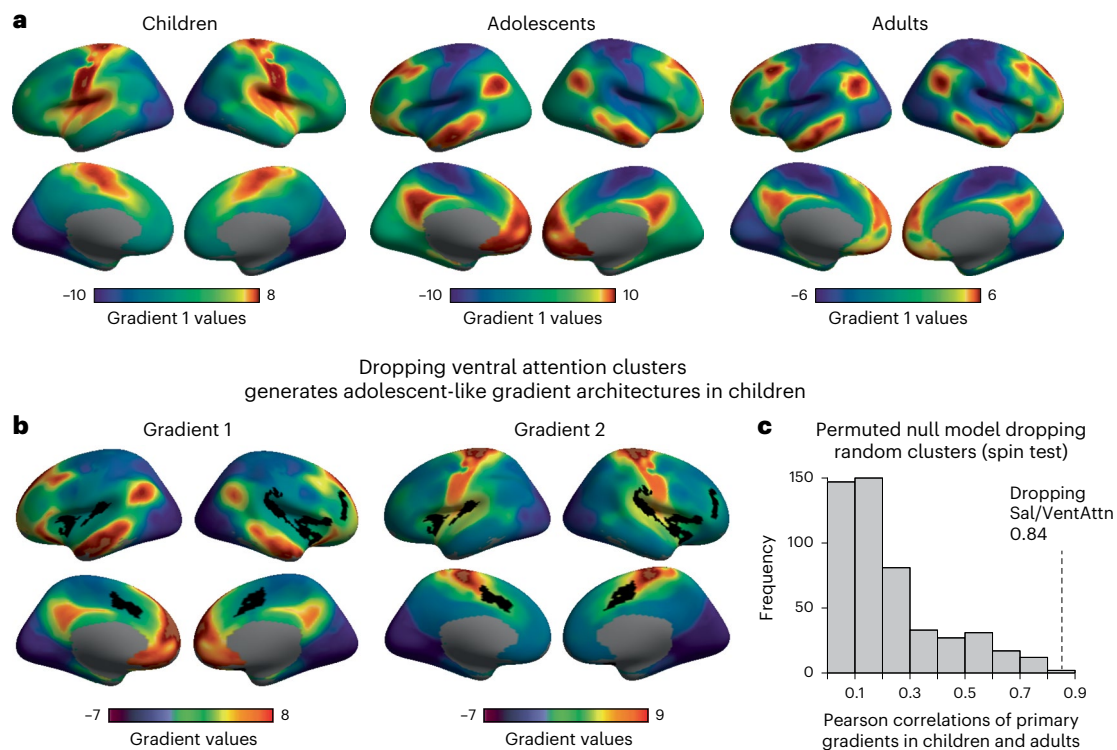 a
Children
Adolescents
Adults
–10
8
Gradient 1 values
–10
10
Gradient 1 values
–6
6
Gradient 1 values
Dropping ventral attention clusters
generates adolescent-like gradient architectures in children
b
Gradient 1
Gradient 2
–7
8
Gradient values
–7
9
Gradient values
c
Permuted null model dropping
random clusters (spin test)
150
100
50
0
Frequency
Dropping
Sal/VentAttn
0.84
0.1
0.3
0.5
0.7
0.9
Pearson correlations of primary
gradients in children and adults